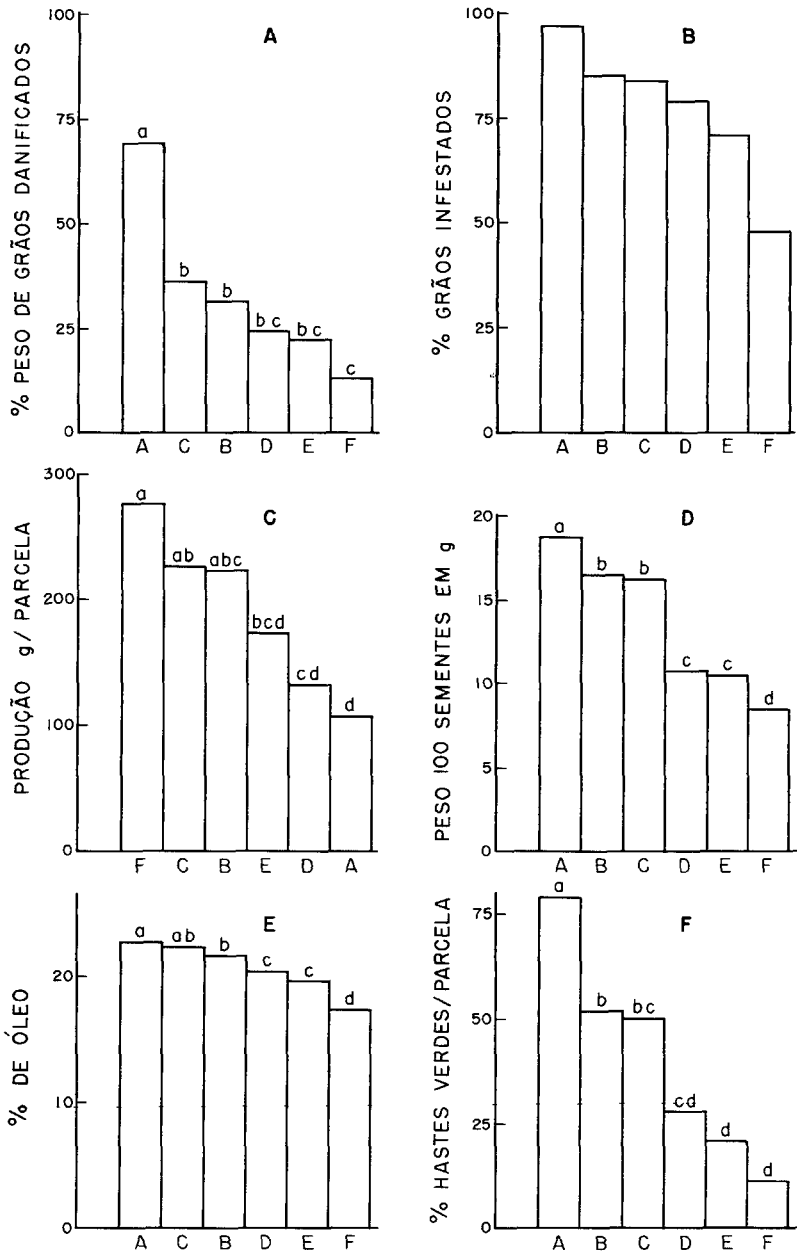 A
% PESO DE GRÃOS DANIFICADOS
100
75
50
25
0
a
b
b
bc
bc
c
A C B D E F
B
% GRÃOS INFESTADOS
100
75
50
25
0
A B C D E F
C
PRODUÇÃO g/PARCELA
300
200
100
0
a
ab
abc
bcd
cd
d
F C B E D A
D
PESO 100 SEMENTES EM g
20
15
10
5
0
a
b
b
c
c
d
A B C D E F
E
% DE ÓLEO
20
10
0
a
ab
b
c
c
d
A C B D E F
F
% HASTES VERDES/PARCELA
75
50
25
0
a
b
bc
cd
d
d
A B C D E F